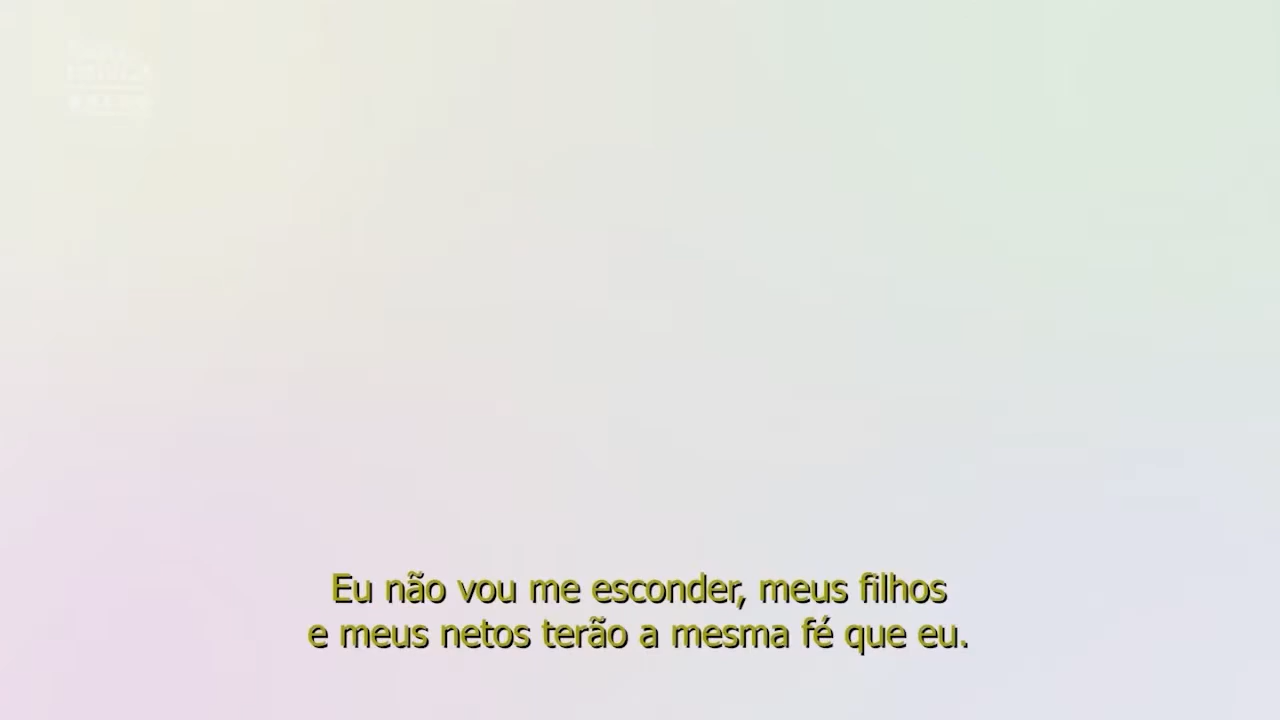 Eu não vou me esconder, meus filhos
e meus netos terão a mesma fé que eu.